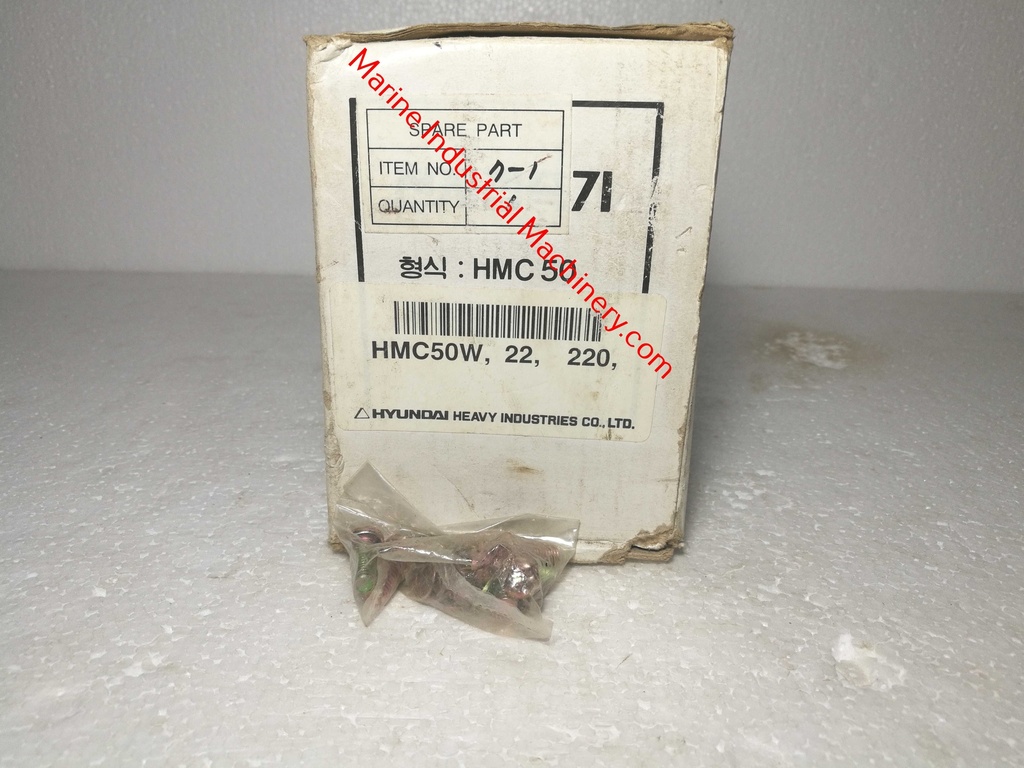 Marine Industrial Machinery.com
SPARE PART
ITEM NO.
QUANTITY
71
형식 : HMC 50
HMC50W, 22, 220,
HYUNDAI HEAVY INDUSTRIES CO., LTD.